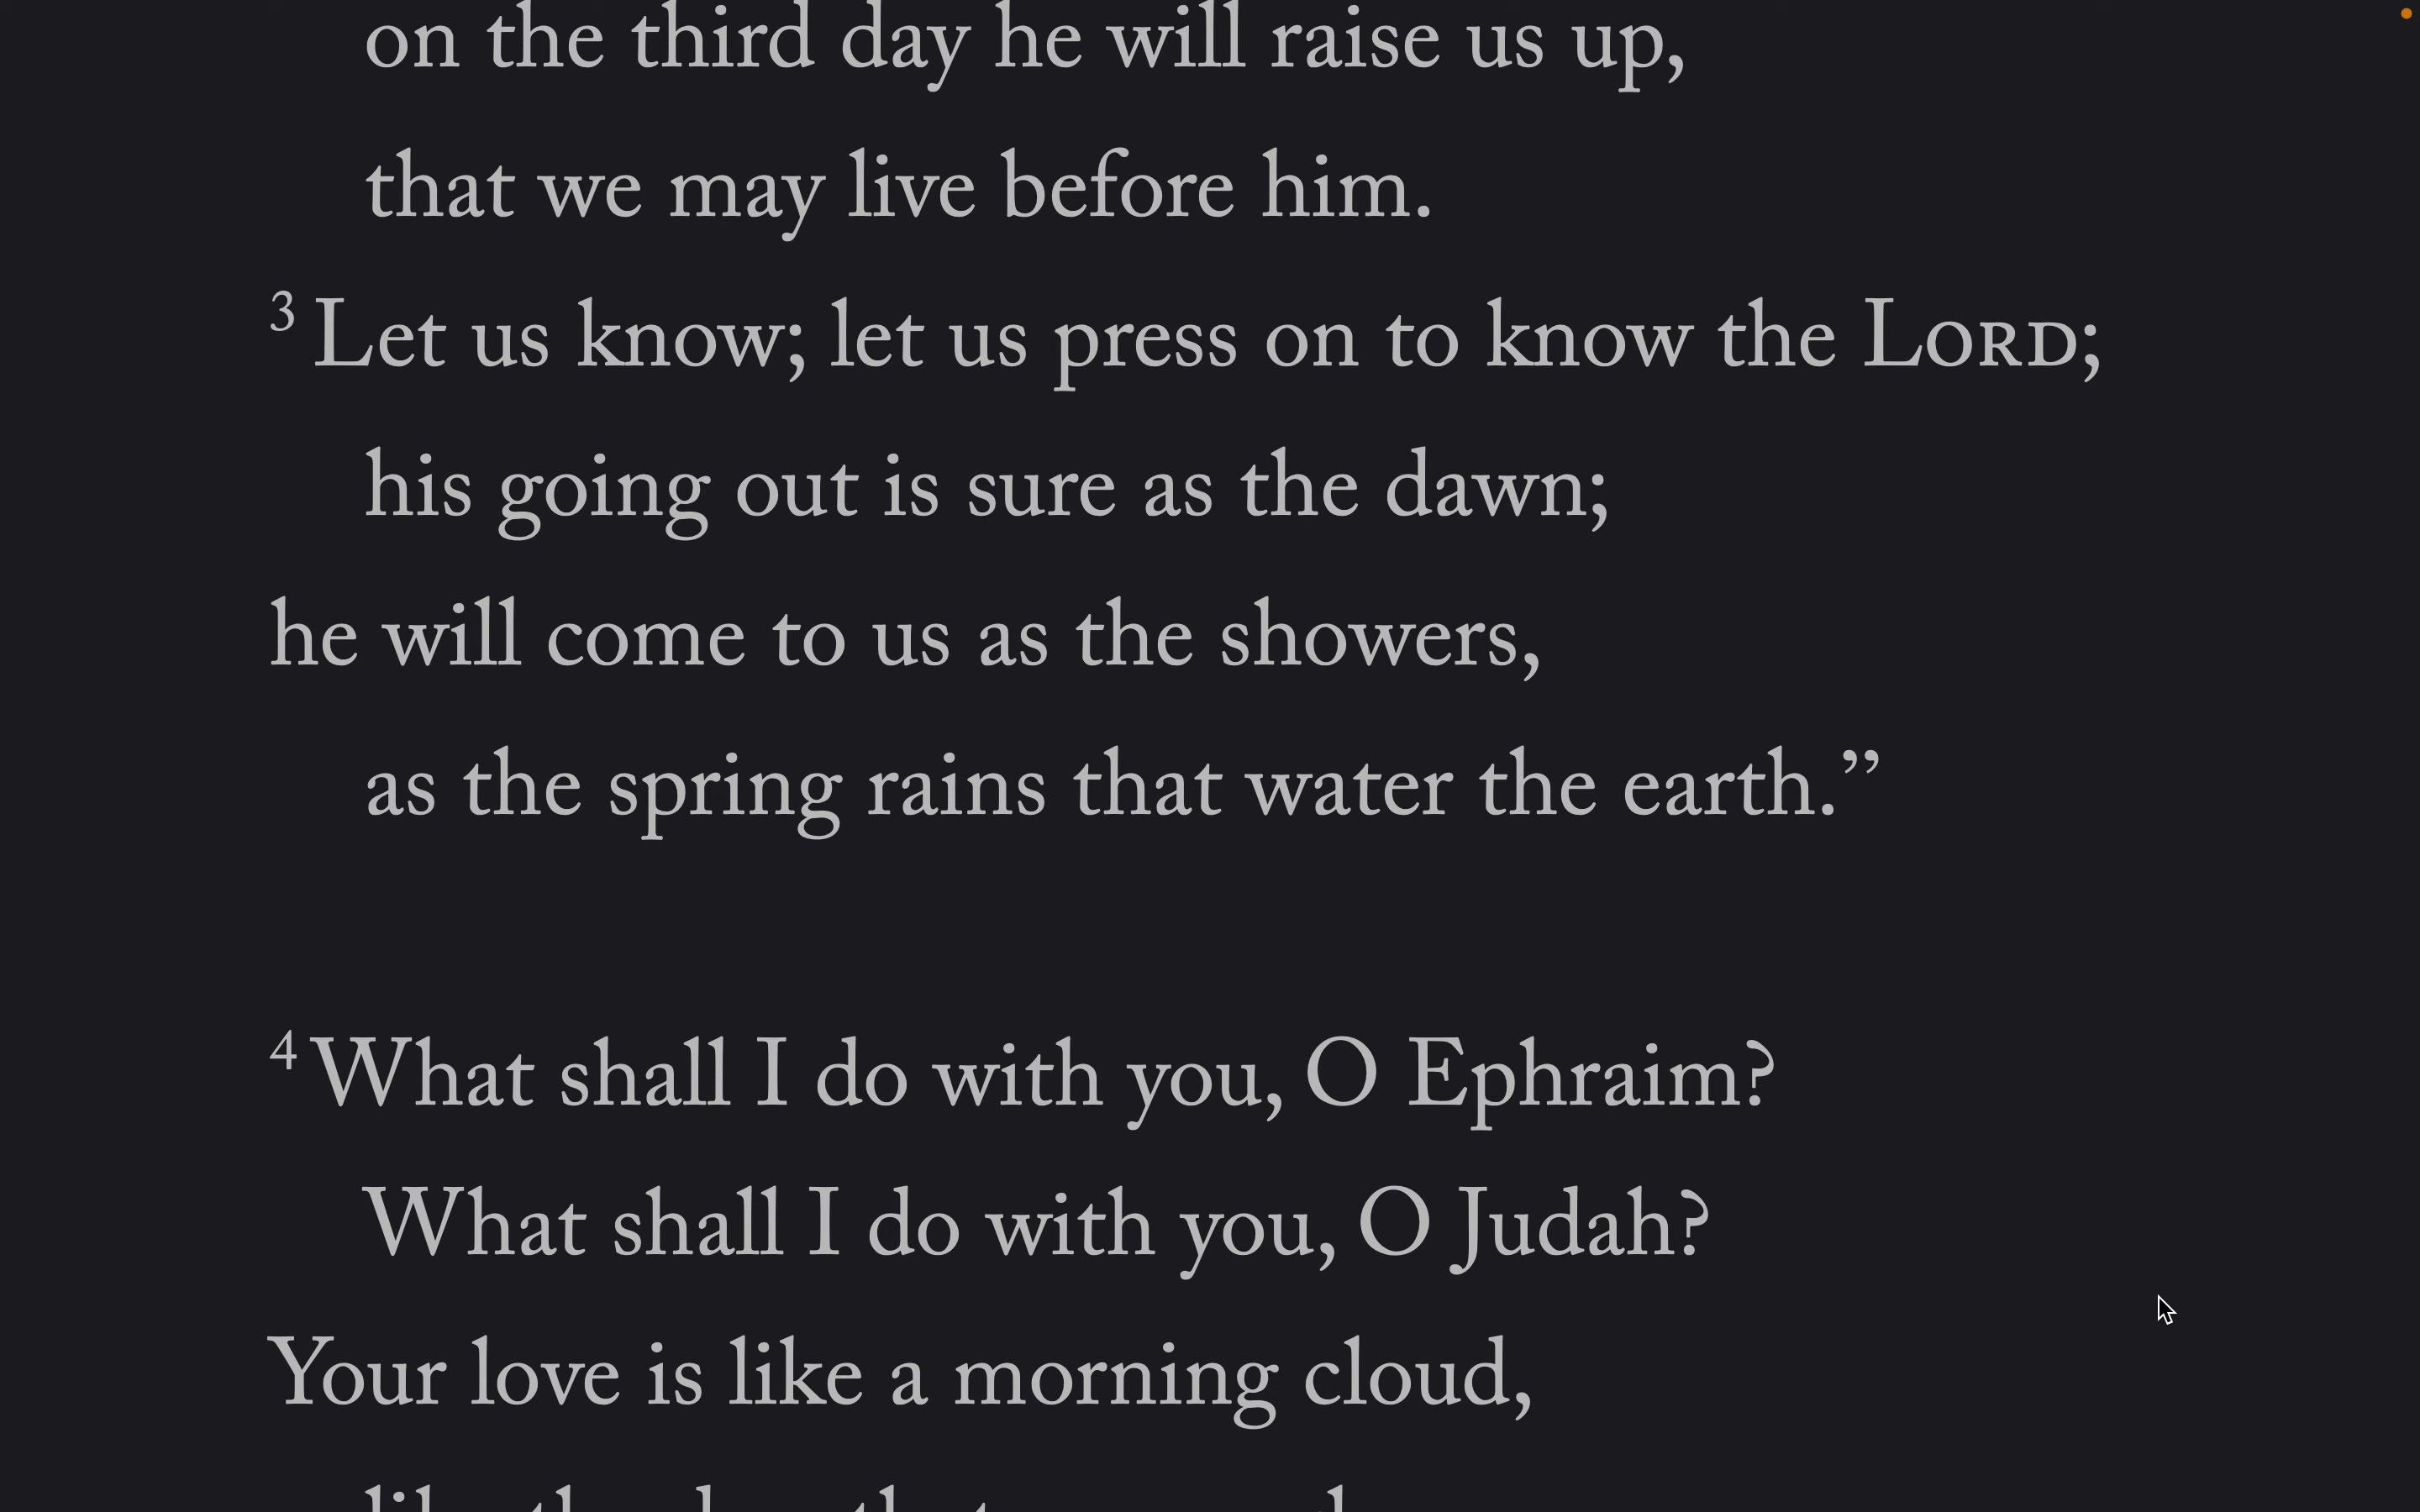 on the third day he will raise us up,
that we may live before him.
3 Let us know; let us press on to know the LORD;
his going out is sure as the dawn;
he will come to us as the showers,
as the spring rains that water the earth.”
4 What shall I do with you, O Ephraim?
What shall I do with you, O Judah?
Your love is like a morning cloud,